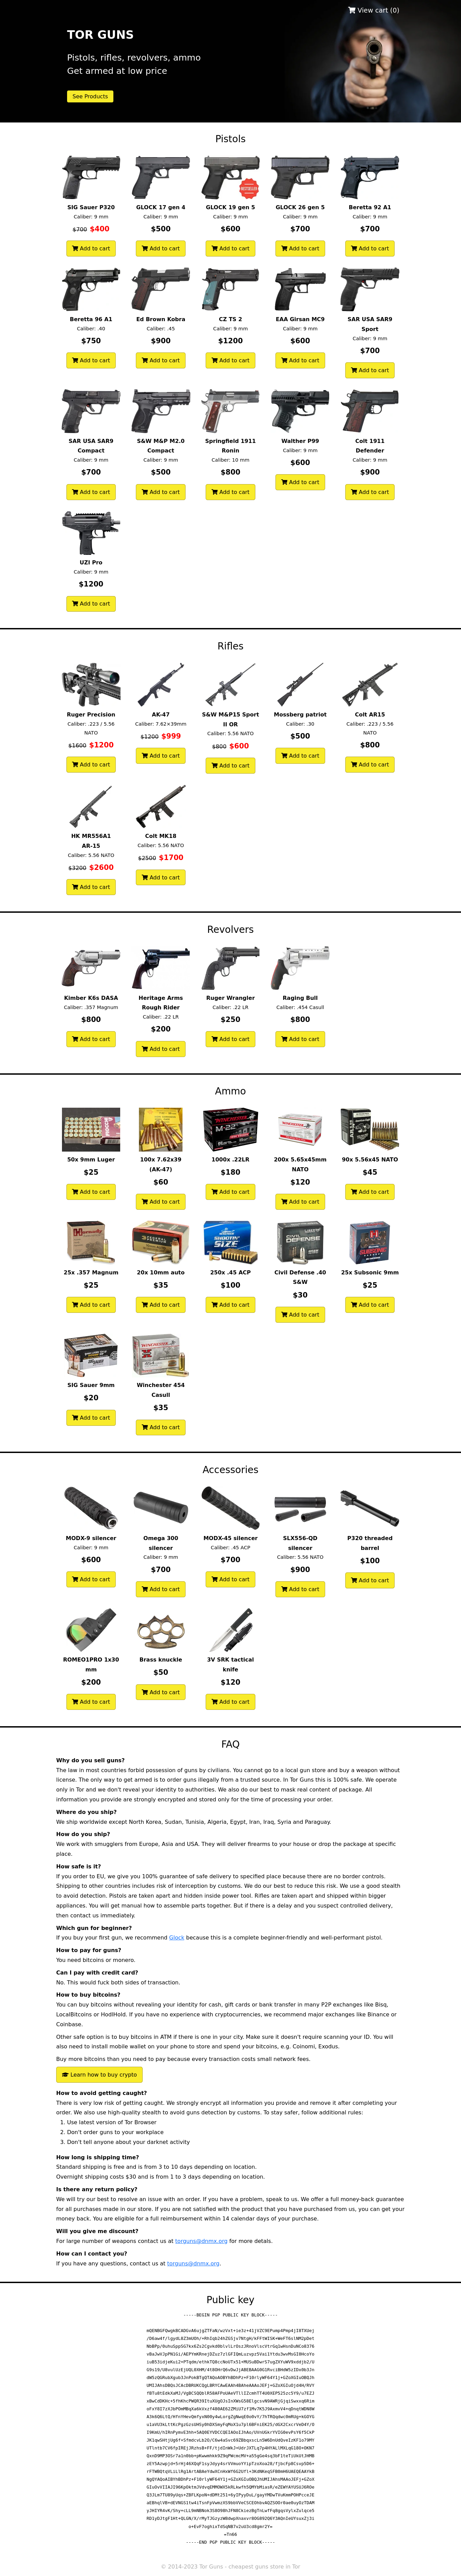 View cart (0)
TOR GUNS
Pistols, rifles, revolvers, ammo
Get armed at low price
See Products
Pistols
SIG Sauer P320
Caliber: 9 mm
$700 $400
Add to cart
GLOCK 17 gen 4
Caliber: 9 mm
$500
Add to cart
GLOCK 19 gen 5
Caliber: 9 mm
$600
Add to cart
GLOCK 26 gen 5
Caliber: 9 mm
$700
Add to cart
Beretta 92 A1
Caliber: 9 mm
$700
Add to cart
Beretta 96 A1
Caliber: .40
$750
Add to cart
Ed Brown Kobra
Caliber: .45
$900
Add to cart
CZ TS 2
Caliber: 9 mm
$1200
Add to cart
EAA Girsan MC9
Caliber: 9 mm
$600
Add to cart
SAR USA SAR9
Sport
Caliber: 9 mm
$700
Add to cart
SAR USA SAR9
Compact
Caliber: 9 mm
$700
Add to cart
S&W M&P M2.0
Compact
Caliber: 9 mm
$500
Add to cart
Springfield 1911
Ronin
Caliber: 10 mm
$800
Add to cart
Walther P99
Caliber: 9 mm
$600
Add to cart
Colt 1911
Defender
Caliber: 9 mm
$900
Add to cart
UZI Pro
Caliber: 9 mm
$1200
Add to cart
Rifles
Ruger Precision
Caliber: .223 / 5.56
NATO
$1600 $1200
Add to cart
AK-47
Caliber: 7.62×39mm
$1200 $999
Add to cart
S&W M&P15 Sport
II OR
Caliber: 5.56 NATO
$800 $600
Add to cart
Mossberg patriot
Caliber: .30
$500
Add to cart
Colt AR15
Caliber: .223 / 5.56
NATO
$800
Add to cart
HK MR556A1
AR-15
Caliber: 5.56 NATO
$3200 $2600
Add to cart
Colt MK18
Caliber: 5.56 NATO
$2500 $1700
Add to cart
Revolvers
Kimber K6s DASA
Caliber: .357 Magnum
$800
Add to cart
Heritage Arms
Rough Rider
Caliber: .22 LR
$200
Add to cart
Ruger Wrangler
Caliber: .22 LR
$250
Add to cart
Raging Bull
Caliber: .454 Casull
$800
Add to cart
Ammo
50x 9mm Luger
$25
Add to cart
100x 7.62x39
(AK-47)
$60
Add to cart
1000x .22LR
$180
Add to cart
200x 5.65x45mm
NATO
$120
Add to cart
90x 5.56x45 NATO
$45
Add to cart
25x .357 Magnum
$25
Add to cart
20x 10mm auto
$35
Add to cart
250x .45 ACP
$100
Add to cart
Civil Defense .40
S&W
$30
Add to cart
25x Subsonic 9mm
$25
Add to cart
SIG Sauer 9mm
$20
Add to cart
Winchester 454
Casull
$35
Add to cart
Accessories
MODX-9 silencer
Caliber: 9 mm
$600
Add to cart
Omega 300
silencer
Caliber: 9 mm
$700
Add to cart
MODX-45 silencer
Caliber: .45 ACP
$700
Add to cart
SLX556-QD
silencer
Caliber: 5.56 NATO
$900
Add to cart
P320 threaded
barrel
$100
Add to cart
ROMEO1PRO 1x30
mm
$200
Add to cart
Brass knuckle
$50
Add to cart
3V SRK tactical
knife
$120
Add to cart
FAQ
Why do you sell guns?
The law in most countries forbid possession of guns by civilians. You cannot go to a local gun store and buy a weapon without
license. The only way to get armed is to order guns illegally from a trusted source. In Tor Guns this is 100% safe. We operate
only in Tor and we don't reveal your identity to anybody. We also do our best to mask real content of package. All
information you provide are strongly encrypted and stored only for the time of processing your order.
Where do you ship?
We ship worldwide except North Korea, Sudan, Tunisia, Algeria, Egypt, Iran, Iraq, Syria and Paraguay.
How do you ship?
We work with smugglers from Europe, Asia and USA. They will deliver firearms to your house or drop the package at specific
place.
How safe is it?
If you order to EU, we give you 100% guarantee of safe delivery to specified place because there are no border controls.
Shipping to other countries includes risk of interception by customs. We do our best to reduce this risk. We use a good stealth
to avoid detection. Pistols are taken apart and hidden inside power tool. Rifles are taken apart and shipped within bigger
appliances. You will get manual how to assemble parts together. But if there is a delay and you suspect controlled delivery,
then contact us immediately.
Which gun for beginner?
If you buy your first gun, we recommend Glock because this is a complete beginner-friendly and well-performing pistol.
How to pay for guns?
You need bitcoins or monero.
Can I pay with credit card?
No. This would fuck both sides of transaction.
How to buy bitcoins?
You can buy bitcoins without revealing your identity for cash, gift cards or in hand trade in many P2P exchanges like Bisq,
LocalBitcoins or HodlHodl. If you have no experience with cryptocurrencies, we recommend major exchanges like Binance or
Coinbase.
Other safe option is to buy bitcoins in ATM if there is one in your city. Make sure it doesn't require scanning your ID. You will
also need to install mobile wallet on your phone to store and spend your bitcoins, e.g. Coinomi, Exodus.
Buy more bitcoins than you need to pay because every transaction costs small network fees.
Learn how to buy crypto
How to avoid getting caught?
There is very low risk of getting caught. We strongly encrypt all information you provide and remove it after completing your
order. We also use high-quality stealth to avoid guns detection by customs. To stay safer, follow additional rules:
1. Use latest version of Tor Browser
2. Don't order guns to your workplace
3. Don't tell anyone about your darknet activity
How long is shipping time?
Standard shipping is free and is from 3 to 10 days depending on location.
Overnight shipping costs $30 and is from 1 to 3 days depending on location.
Is there any return policy?
We will try our best to resolve an issue with an order. If you have a problem, speak to us. We offer a full money-back guarantee
for all purchases made in our store. If you are not satisfied with the product that you have purchased from us, you can get your
money back. You are eligible for a full reimbursement within 14 calendar days of your purchase.
Will you give me discount?
For large number of weapons contact us at torguns@dnmx.org for more details.
How can I contact you?
If you have any questions, contact us at torguns@dnmx.org.
Public key
-----BEGIN PGP PUBLIC KEY BLOCK-----
-----END PGP PUBLIC KEY BLOCK-----
© 2014-2023 Tor Guns - cheapest guns store in Tor